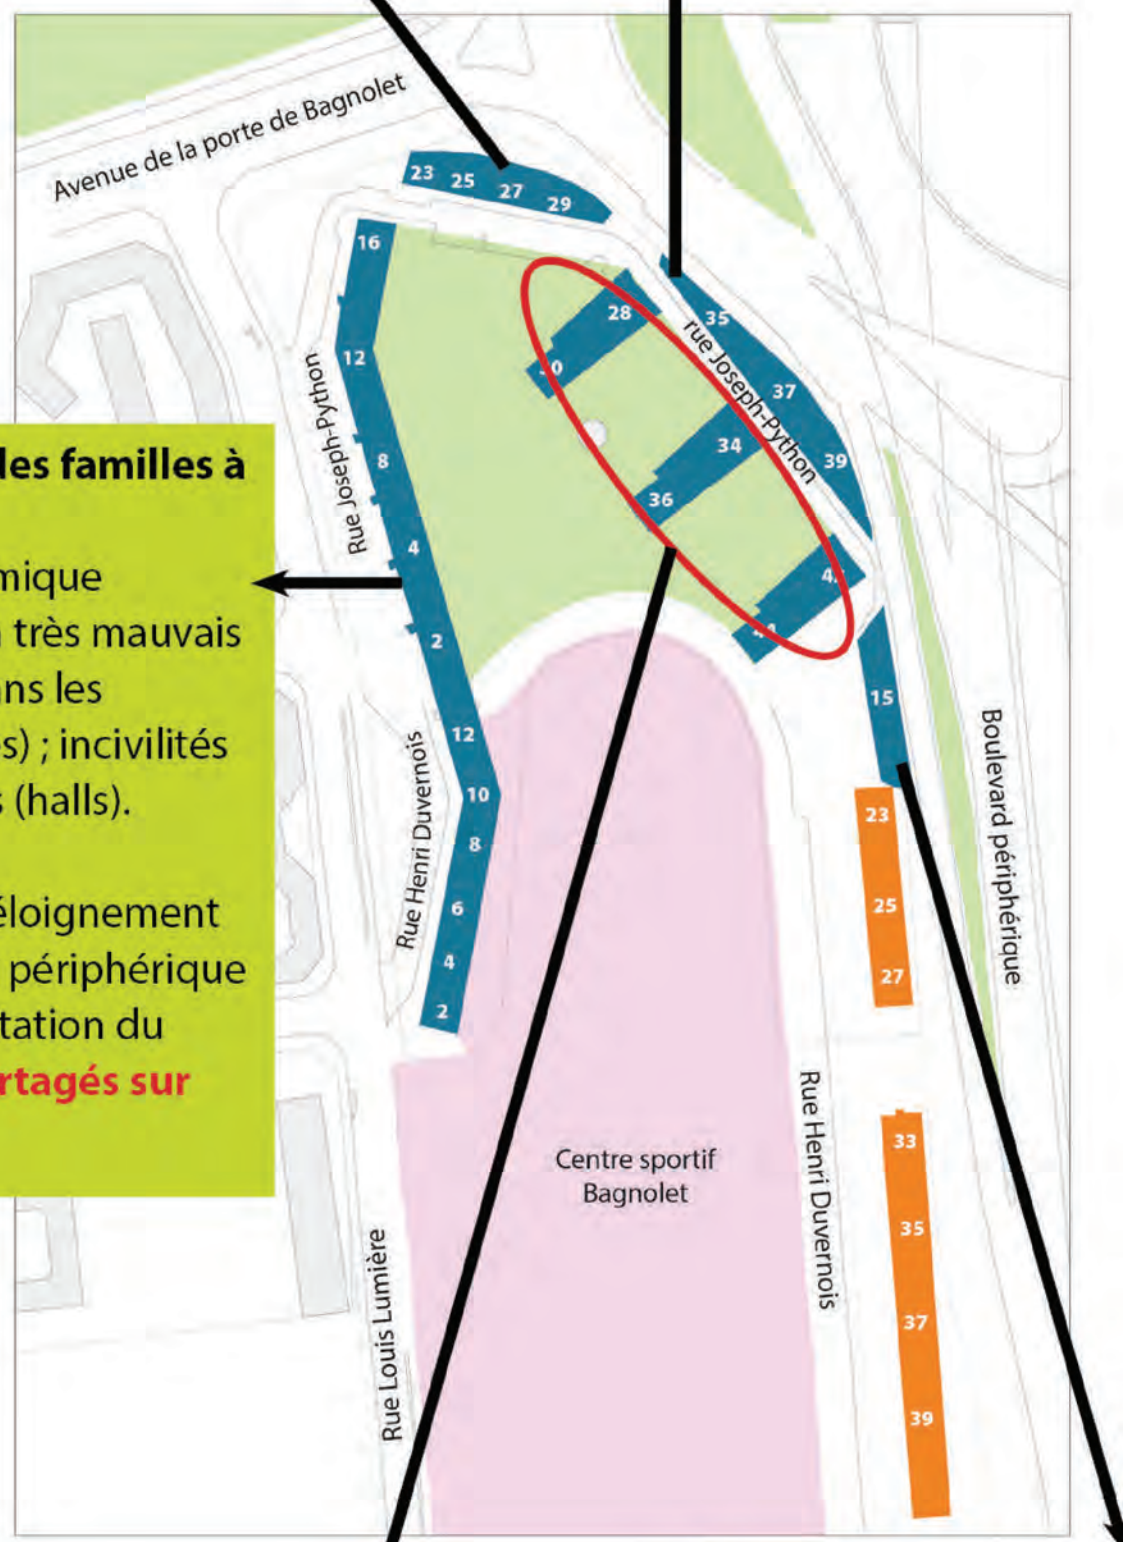 Avenue de la porte de Bagnolet
23 25 27 29
16
12
8
4
2
12
10
8
6
4
2
Rue Joseph-Python
28
34
36
rue Joseph-Python
35
37
39
15
23
25
27
33
35
37
39
Boulevard périphérique
Rue Henri Duvernois
Rue Henri Duvernois
Rue Louis Lumière
Centre sportif
Bagnolet
des familles à
mique
très mauvais
ans les
es) ; incivilités
s (halls).
éloignement
périphérique
tation du
rtagés sur